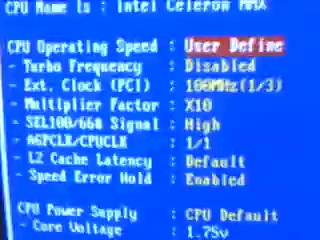 CPU Name Is : Intel Celeron MMX
CPU Operating Speed : User Define
- Turbo Frequency : Disabled
- Ext. Clock (PCI) : 100MHz(1/3)
- Multiplier Factor : X10
- SEL100/66# Signal : High
- AGPCLK/CPUCLK : 1/1
- L2 Cache Latency : Default
- Speed Error Hold : Enabled
CPU Power Supply : CPU Default
- Core Voltage : 1.75v